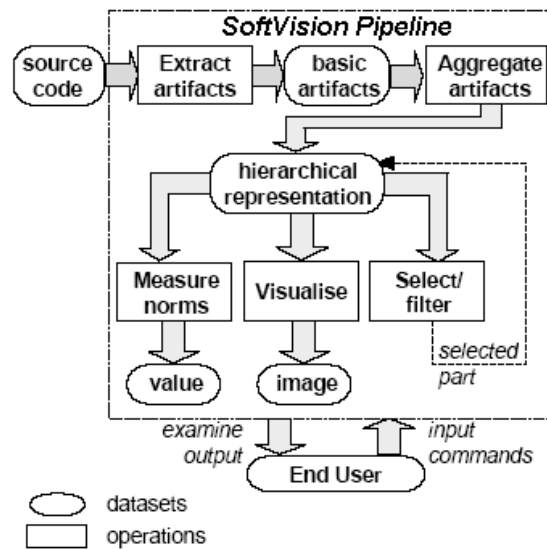 SoftVision Pipeline
source
code
Extract
artifacts
basic
artifacts
Aggregate
artifacts
hierarchical
representation
Measure
norms
Visualise
Select/
filter
selected
part
value
image
examine
output
input
commands
End User
datasets
operations